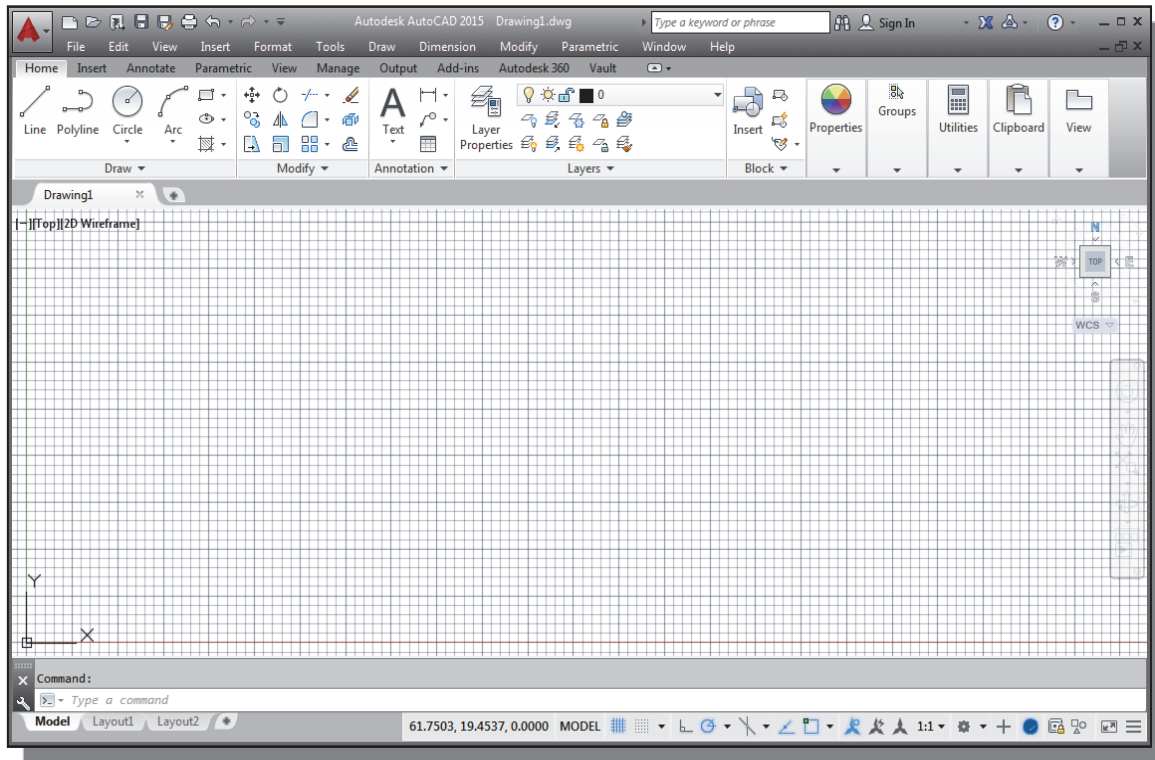 Autodesk AutoCAD 2015 Drawing1.dwg Type a keyword or phrase Sign In
File Edit View Insert Format Tools Draw Dimension Modify Parametric Window Help
Home Insert Annotate Parametric View Manage Output Add-ins Autodesk 360 Vault
0
Line Polyline Circle Arc Text Layer Properties Insert Properties Groups Utilities Clipboard View
Draw Modify Annotation Layers Block
Drawing1
[−][Top][2D Wireframe]
N
W TOP E
S
WCS
Y
X
Command:
Type a command
Model Layout1 Layout2 61.7503, 19.4537, 0.0000 MODEL 1:1